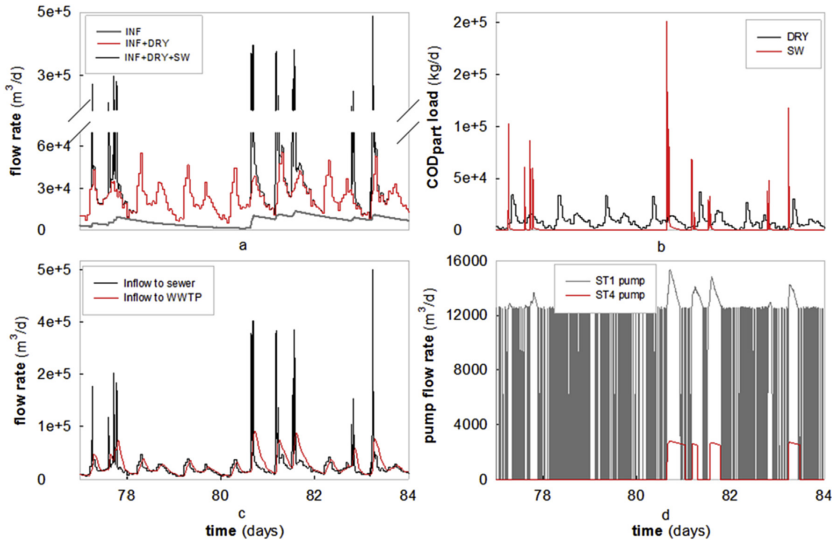 INF
INF+DRY
INF+DRY+SW
5e+5
3e+5
6e+4
3e+4
0
flow rate (m³/d)
a
DRY
SW
2e+5
2e+5
1e+5
5e+4
0
CODpart load (kg/d)
b
Inflow to sewer
Inflow to WWTP
5e+5
4e+5
2e+5
1e+5
0
flow rate (m³/d)
78
80
82
84
c
time (days)
ST1 pump
ST4 pump
16000
12000
8000
4000
0
pump flow rate (m³/d)
78
80
82
84
d
time (days)